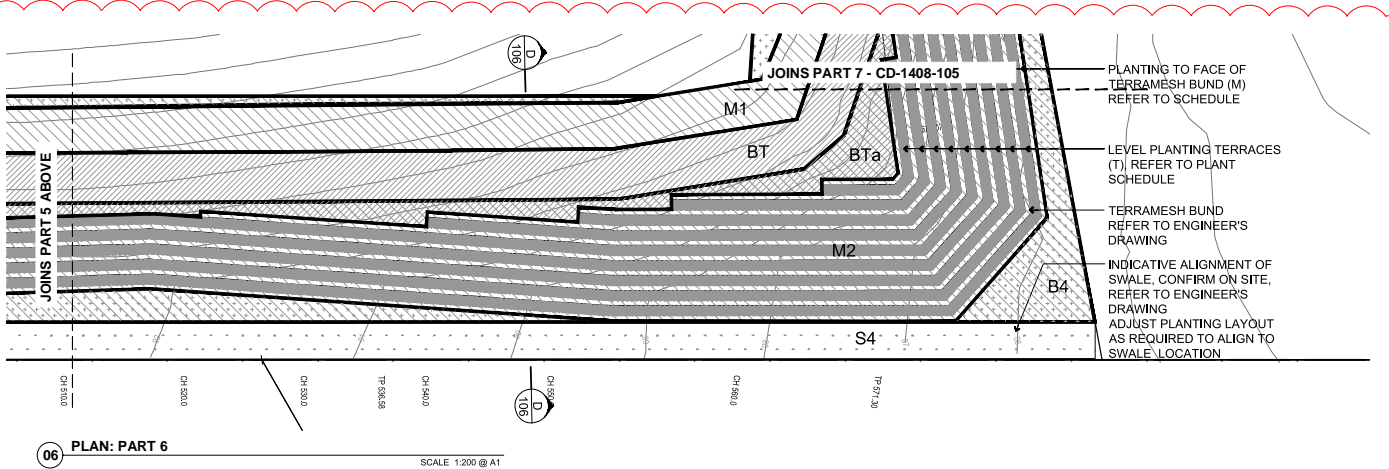 D
106
JOINS PART 7 - CD-1408-105
PLANTING TO FACE OF
TERRAMESH BUND (M)
REFER TO SCHEDULE
M1
BT
BTa
LEVEL PLANTING TERRACES
(T), REFER TO PLANT
SCHEDULE
JOINS PART 5 ABOVE
TERRAMESH BUND
REFER TO ENGINEER'S
DRAWING
M2
INDICATIVE ALIGNMENT OF
SWALE, CONFIRM ON SITE,
REFER TO ENGINEER'S
DRAWING
ADJUST PLANTING LAYOUT
AS REQUIRED TO ALIGN TO
SWALE LOCATION
B4
S4
CH 510.0
CH 520.0
CH 530.0
TP 536.58
CH 540.0
CH 550.0
CH 560.0
TP 571.30
D
106
06
PLAN: PART 6
SCALE 1:200 @ A1